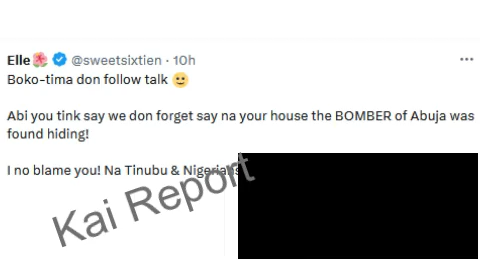 Elle @sweetsixtien · 10h
Boko-tima don follow talk
Abi you tink say we don forget say na your house the BOMBER of Abuja was
found hiding!
I no blame you! Na Tinubu & Nigerians
Kai Report